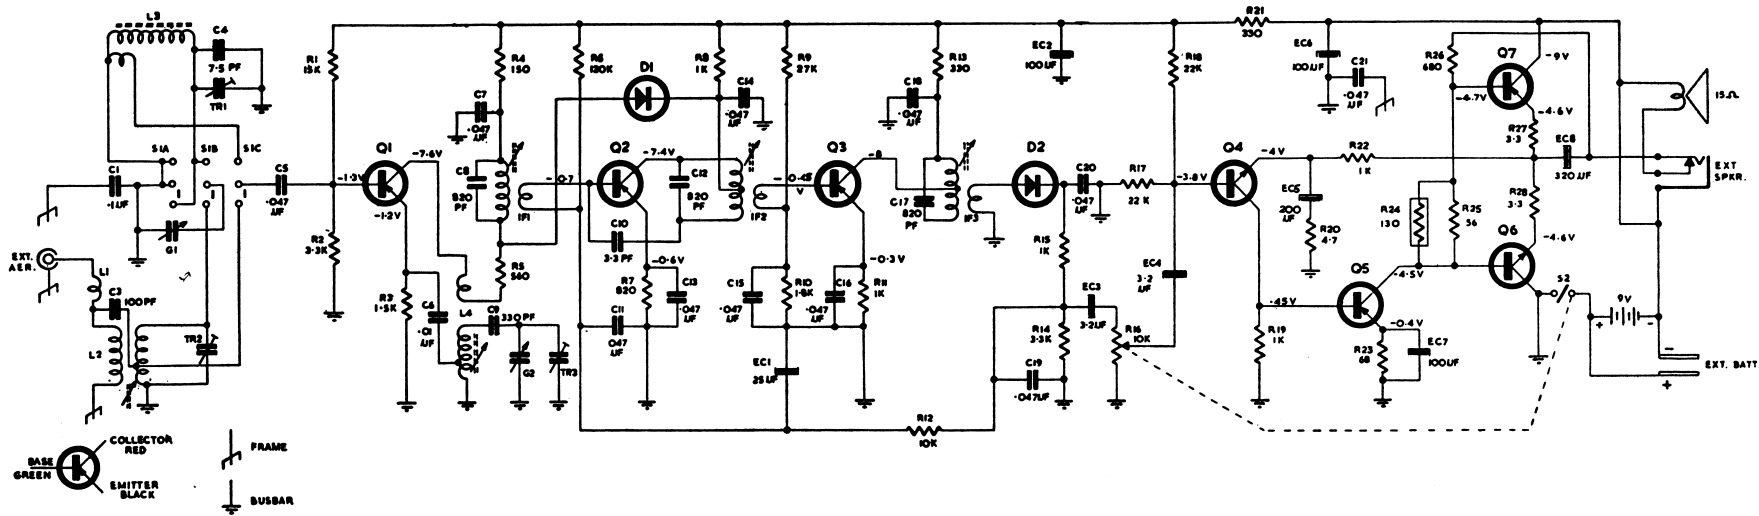 L3
C4
7·5 PF
TR1
S1A
S1B
S1C
C1
·1UF
C5
·047
UF
G1
EXT.
AER.
L1
C3
100PF
L2
TR2
R1
15K
R2
3·3K
-1·3V
Q1
-7·6V
-1·2V
R3
1·5K
C6
·01
UF
L4
C9
330PF
G2
TR3
R4
150
C7
·047
UF
C8
820
PF
IF1
R5
560
R6
120K
D1
-0·7
Q2
-7·4V
C10
3·3 PF
-0·6V
R7
820
C11
·047
UF
C13
·047
UF
R8
1K
C14
·047
UF
C12
820
PF
IF2
R9
27K
-0·45
V
Q3
-8
R10
1·8K
C15
·047
UF
C16
·047
UF
-0·3V
R11
1K
EC1
25UF
R12
10K
R13
330
C18
·047
UF
C17
820
PF
IF3
D2
C20
·047
UF
R15
1K
R14
3·3K
C19
·047UF
EC3
3·2UF
R16
10K
R17
22K
EC2
100UF
R18
22K
-3·8V
EC4
3·2
UF
Q4
-4V
·45V
R19
1K
R21
330
EC5
200
UF
R20
4·7
R22
1K
EC6
100UF
C21
·047
UF
Q5
-4·5V
-0·4V
R23
68
EC7
100UF
R24
130
R25
56
R26
680
-4·7V
Q7
-9V
-4·6V
R27
3·3
R28
3·3
Q6
-4·6V
EC8
320UF
S2
9V
+
-
15Ω
EXT
SPKR.
-
EXT. BATT
+
COLLECTOR
RED
BASE
GREEN
EMITTER
BLACK
FRAME
BUSBAR